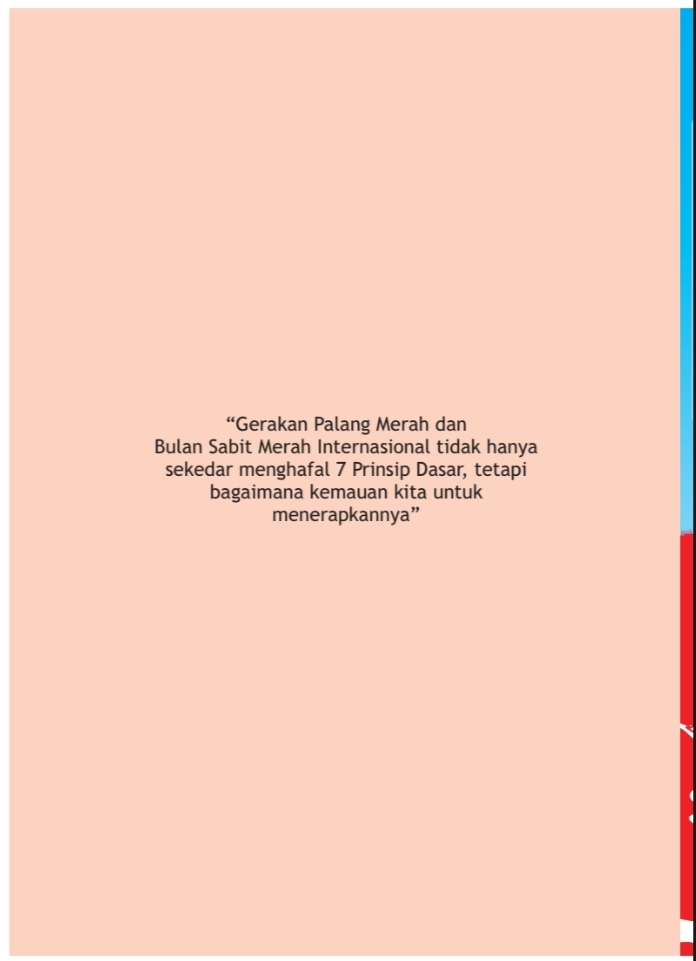 “Gerakan Palang Merah dan
Bulan Sabit Merah Internasional tidak hanya
sekedar menghafal 7 Prinsip Dasar, tetapi
bagaimana kemauan kita untuk
menerapkannya”